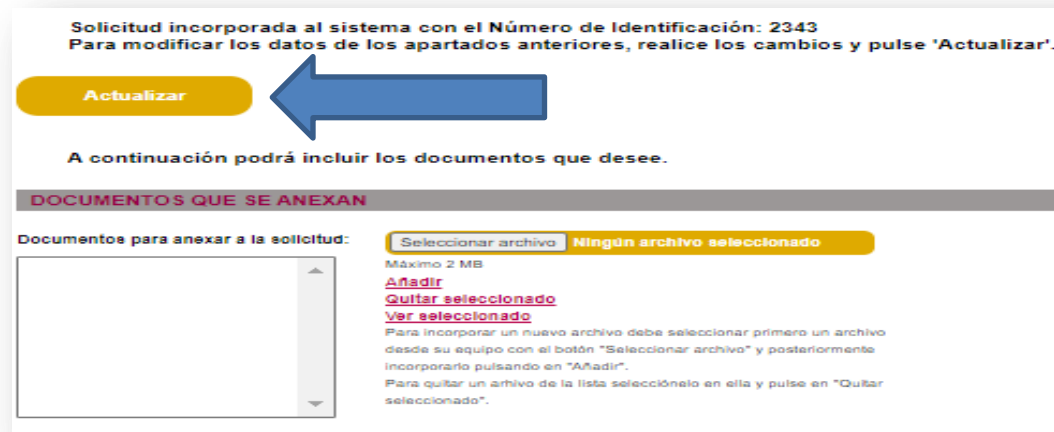 Solicitud incorporada al sistema con el Número de Identificación: 2343
Para modificar los datos de los apartados anteriores, realice los cambios y pulse 'Actualizar'.
Actualizar
A continuación podrá incluir los documentos que desee.
DOCUMENTOS QUE SE ANEXAN
Documentos para anexar a la solicitud:
Seleccionar archivo Ningún archivo seleccionado
Máximo 2 MB
Añadir
Quitar seleccionado
Ver seleccionado
Para incorporar un nuevo archivo debe seleccionar primero un archivo
desde su equipo con el botón "Seleccionar archivo" y posteriormente
incorporarlo pulsando en "Añadir".
Para quitar un arhivo de la lista selecciónelo en ella y pulse en "Quitar
seleccionado".